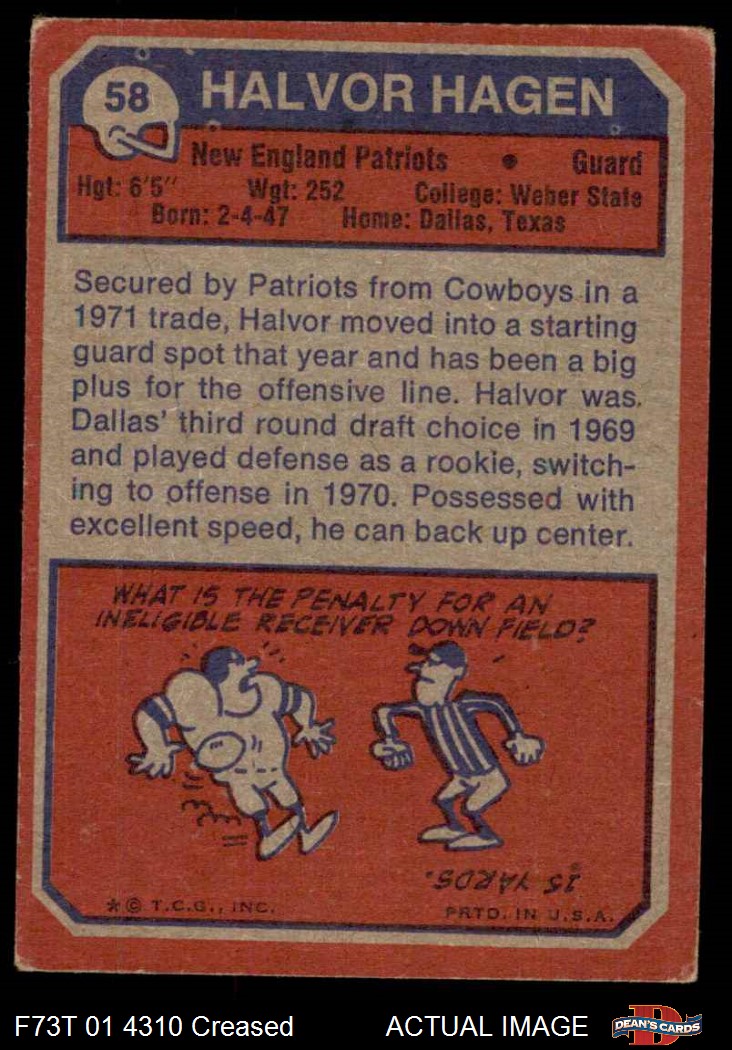 58
HALVOR HAGEN
New England Patriots • Guard
Hgt: 6'5" Wgt: 252 College: Weber State
Born: 2-4-47 Home: Dallas, Texas
Secured by Patriots from Cowboys in a
1971 trade, Halvor moved into a starting
guard spot that year and has been a big
plus for the offensive line. Halvor was
Dallas' third round draft choice in 1969
and played defense as a rookie, switch-
ing to offense in 1970. Possessed with
excellent speed, he can back up center.
WHAT IS THE PENALTY FOR AN
INELIGIBLE RECEIVER DOWN FIELD?
15 YARDS.
*© T.C.G., INC. PRTD. IN U.S.A.
F73T 01 4310 Creased ACTUAL IMAGE
D
DEAN'S CARDS